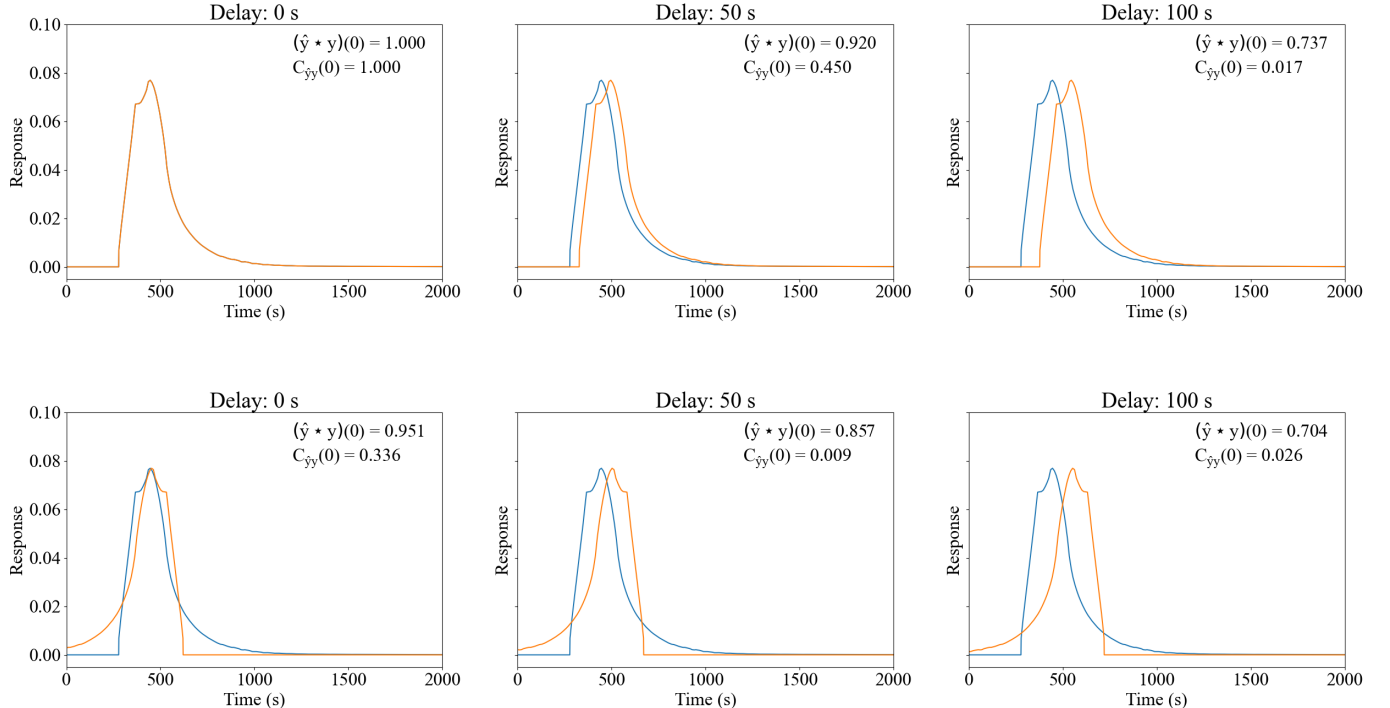 Delay: 0 s
Delay: 50 s
Delay: 100 s
0.10
0.08
0.06
0.04
0.02
0.00
Response
(ŷ ⋆ y)(0) = 1.000
Cŷy(0) = 1.000
0
500
1000
1500
2000
Time (s)
Response
(ŷ ⋆ y)(0) = 0.920
Cŷy(0) = 0.450
0
500
1000
1500
2000
Time (s)
Response
(ŷ ⋆ y)(0) = 0.737
Cŷy(0) = 0.017
0
500
1000
1500
2000
Time (s)
Delay: 0 s
Delay: 50 s
Delay: 100 s
0.10
0.08
0.06
0.04
0.02
0.00
Response
(ŷ ⋆ y)(0) = 0.951
Cŷy(0) = 0.336
0
500
1000
1500
2000
Time (s)
Response
(ŷ ⋆ y)(0) = 0.857
Cŷy(0) = 0.009
0
500
1000
1500
2000
Time (s)
Response
(ŷ ⋆ y)(0) = 0.704
Cŷy(0) = 0.026
0
500
1000
1500
2000
Time (s)